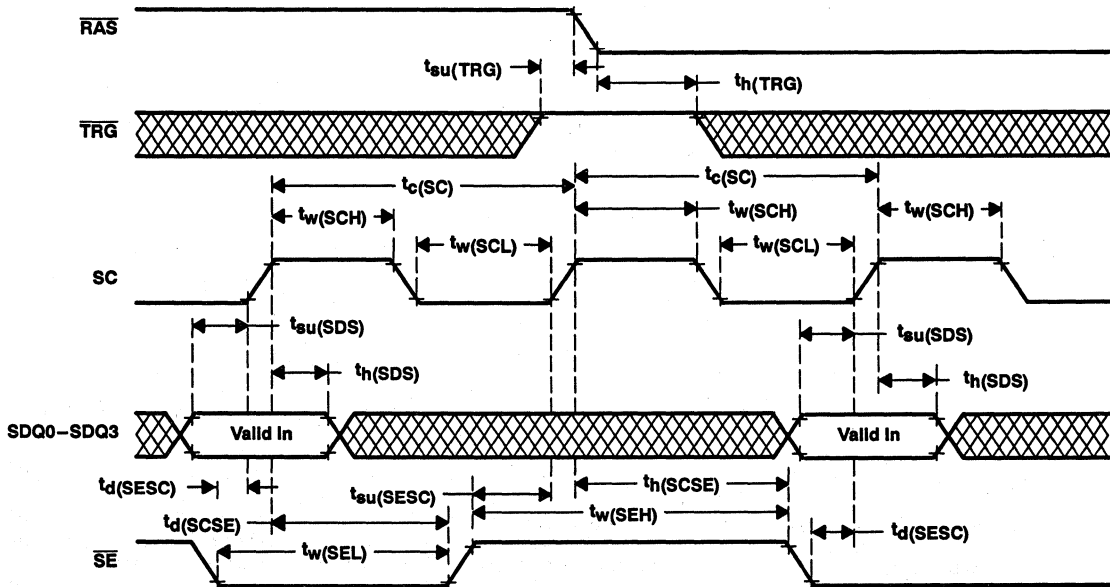 RAS
tsu(TRG)
th(TRG)
TRG
tc(SC)
tc(SC)
tw(SCH)
tw(SCH)
tw(SCH)
tw(SCL)
tw(SCL)
SC
tsu(SDS)
tsu(SDS)
th(SDS)
th(SDS)
SDQ0–SDQ3
Valid In
Valid In
td(SESC)
tsu(SESC)
th(SCSE)
td(SCSE)
tw(SEH)
td(SESC)
tw(SEL)
SE